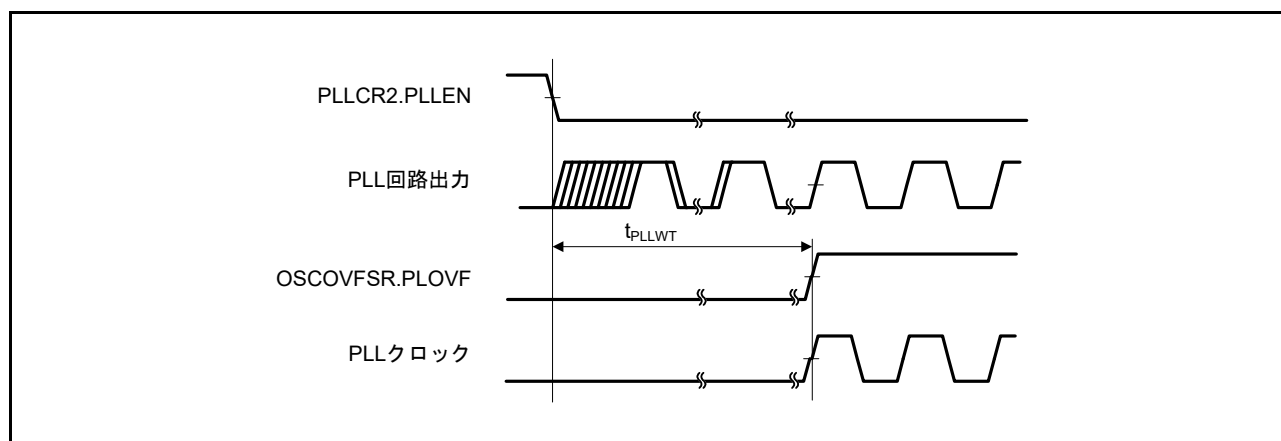 PLLCR2.PLLEN
PLL回路出力
tPLLWT
OSCOVFSR.PLOVF
PLLクロック